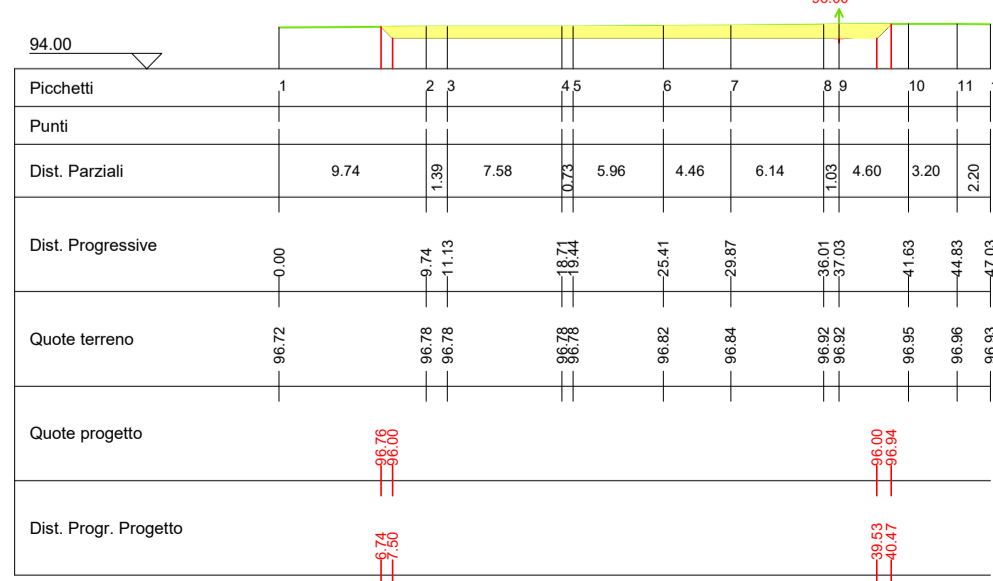 94.00
Picchetti 1 2 3 4 5 6 7 8 9 10 11
Punti
Dist. Parziali 9.74 1.39 7.58 0.73 5.96 4.46 6.14 1.03 4.60 3.20 2.20
Dist. Progressive 0.00 9.74 11.13 18.71 19.44 25.41 29.87 36.01 37.03 41.63 44.83 47.03
Quote terreno 96.72 96.78 96.78 96.78 96.78 96.82 96.84 96.92 96.92 96.95 96.96 96.93
Quote progetto 96.76 96.00 96.00 96.94
Dist. Progr. Progetto 6.74 7.50 39.53 40.47